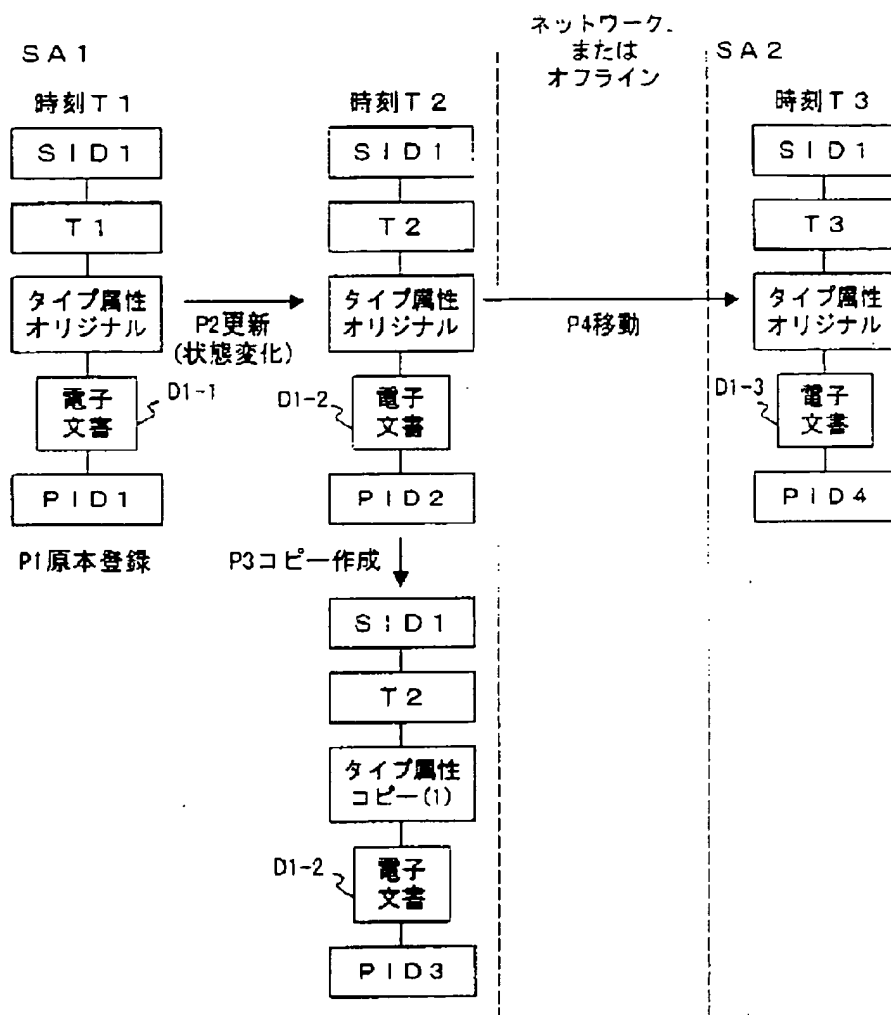 ネットワーク、
または
オフライン
SA1
SA2
時刻T1
時刻T2
時刻T3
SID1
SID1
SID1
T1
T2
T3
タイプ属性
オリジナル
P2更新
(状態変化)
タイプ属性
オリジナル
P4移動
タイプ属性
オリジナル
電子
文書
D1-1
D1-2
電子
文書
D1-3
電子
文書
PID1
PID2
PID4
P1原本登録
P3コピー作成
SID1
T2
タイプ属性
コピー(1)
D1-2
電子
文書
PID3